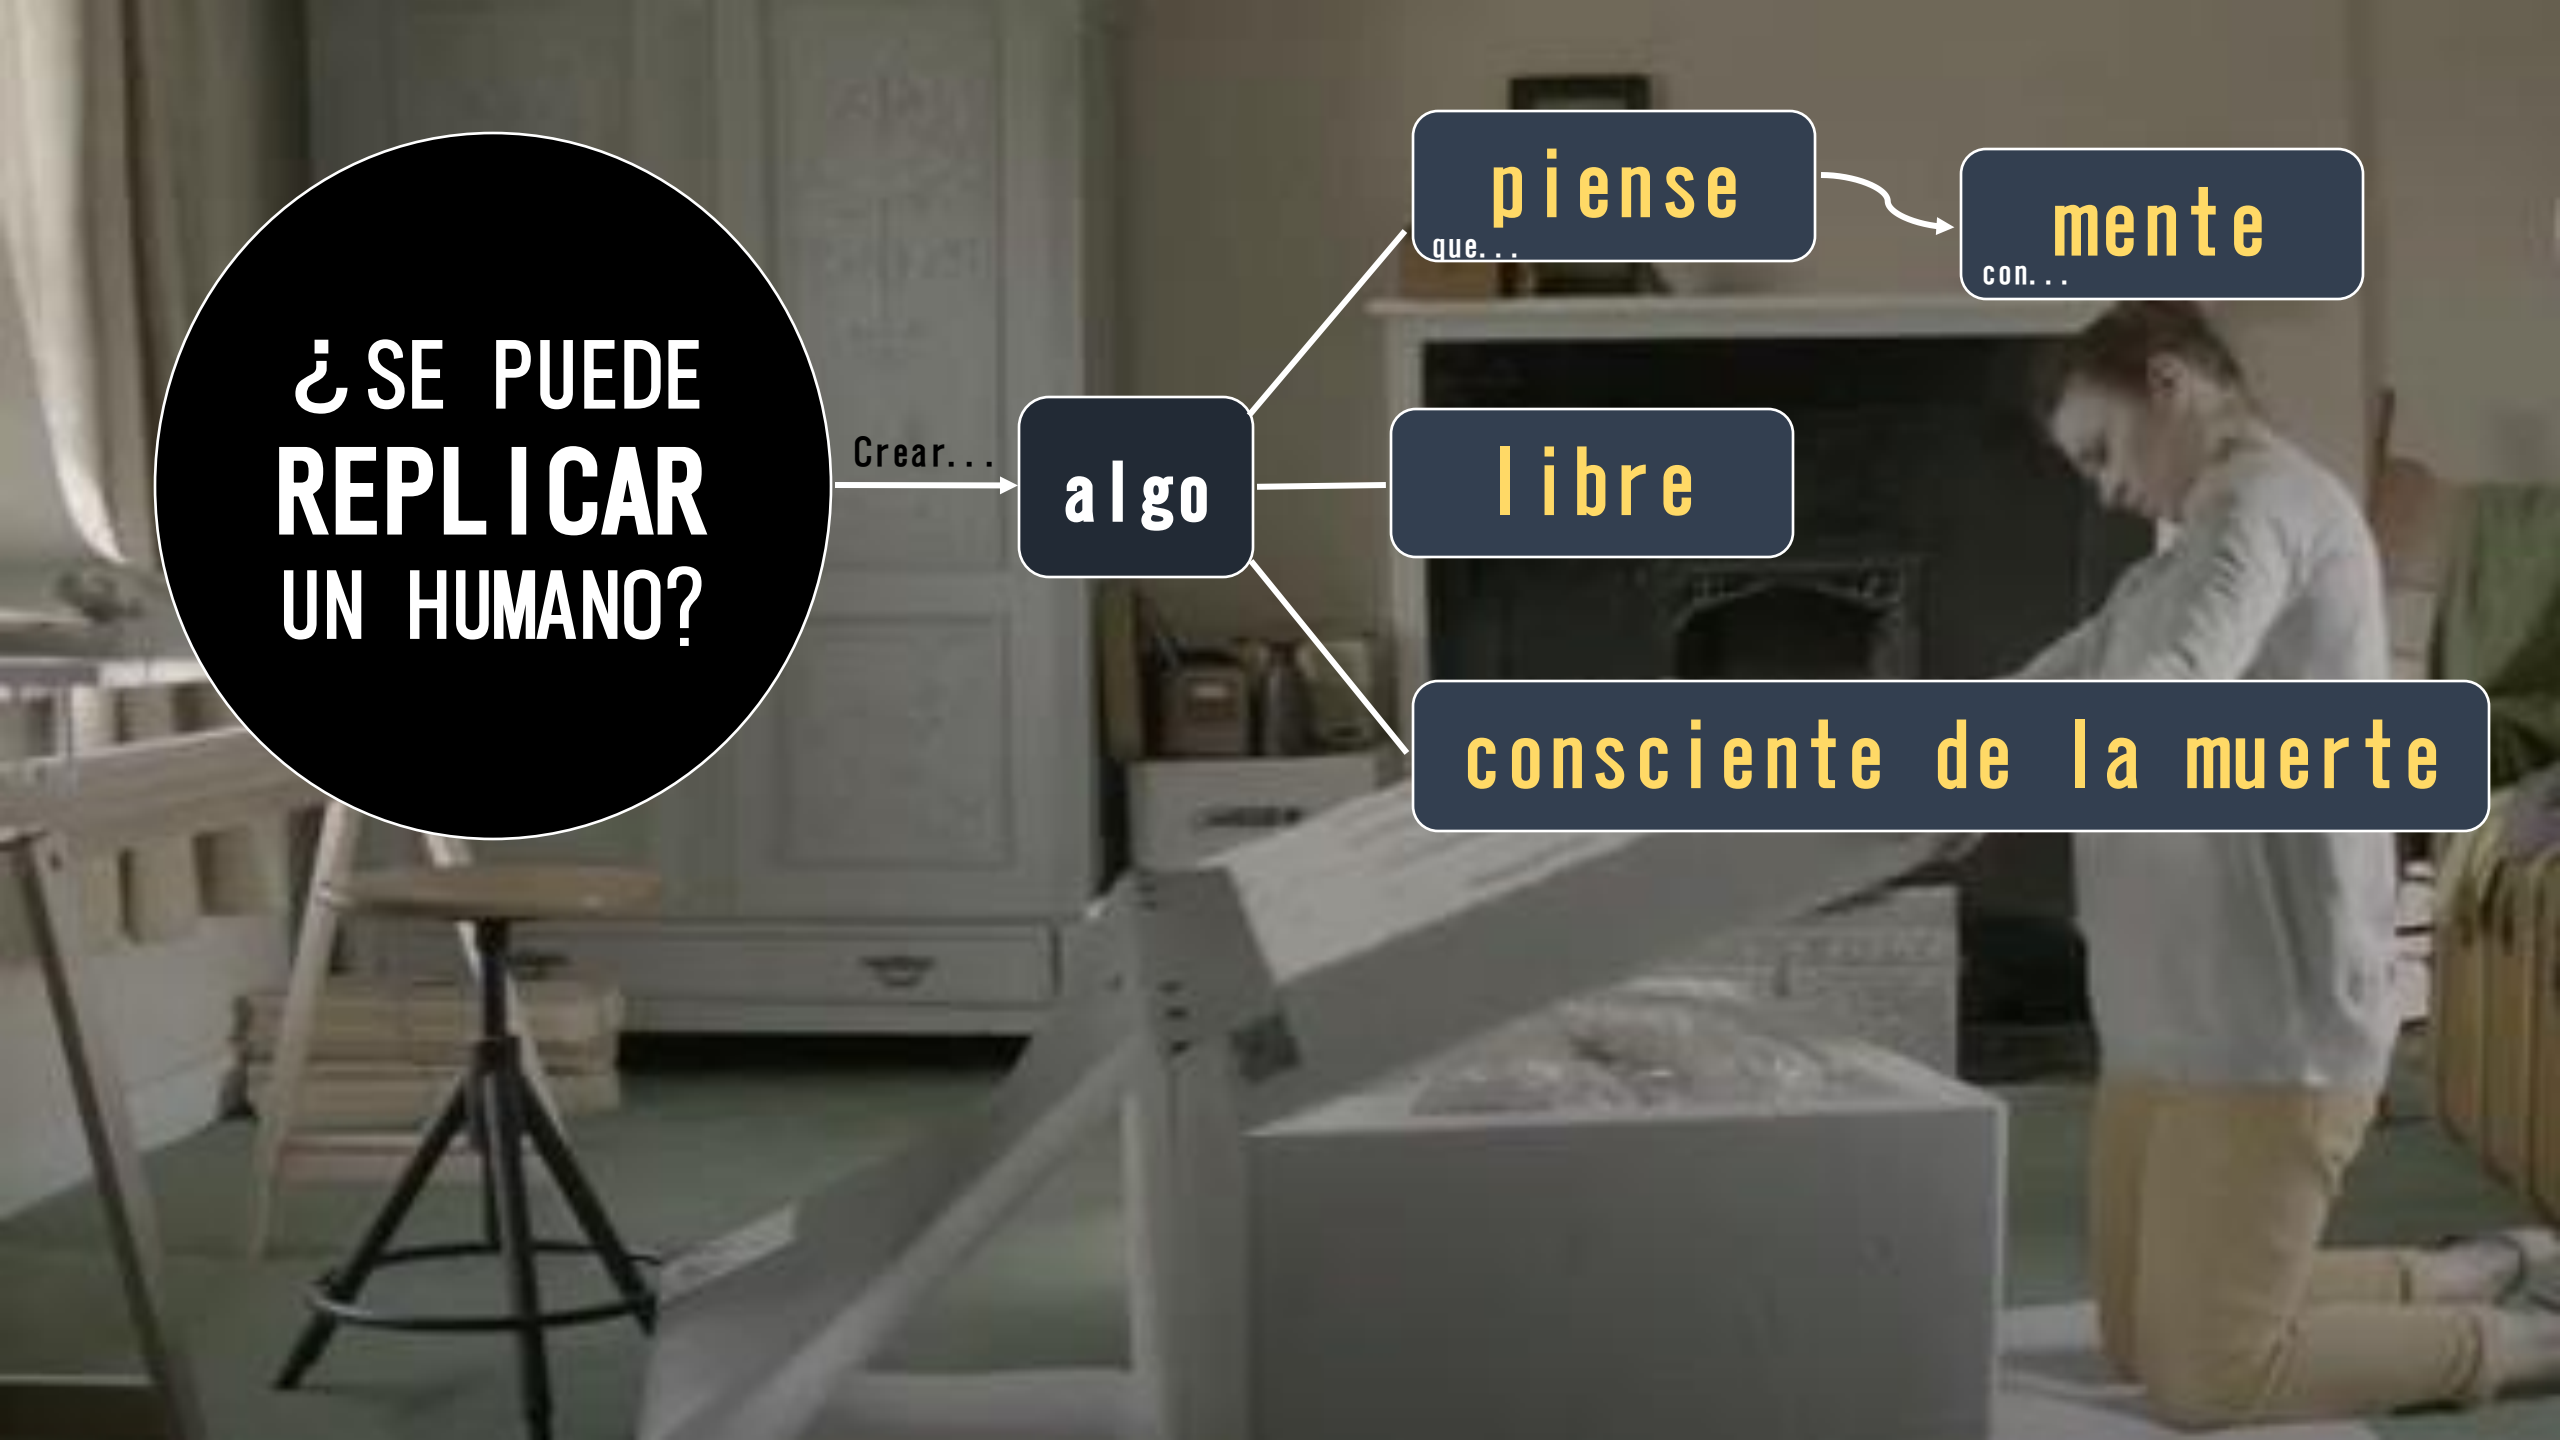 ¿SE PUEDE
REPLICAR
UN HUMANO?
Crear...
algo
piense
que...
mente
con...
libre
consciente de la muerte